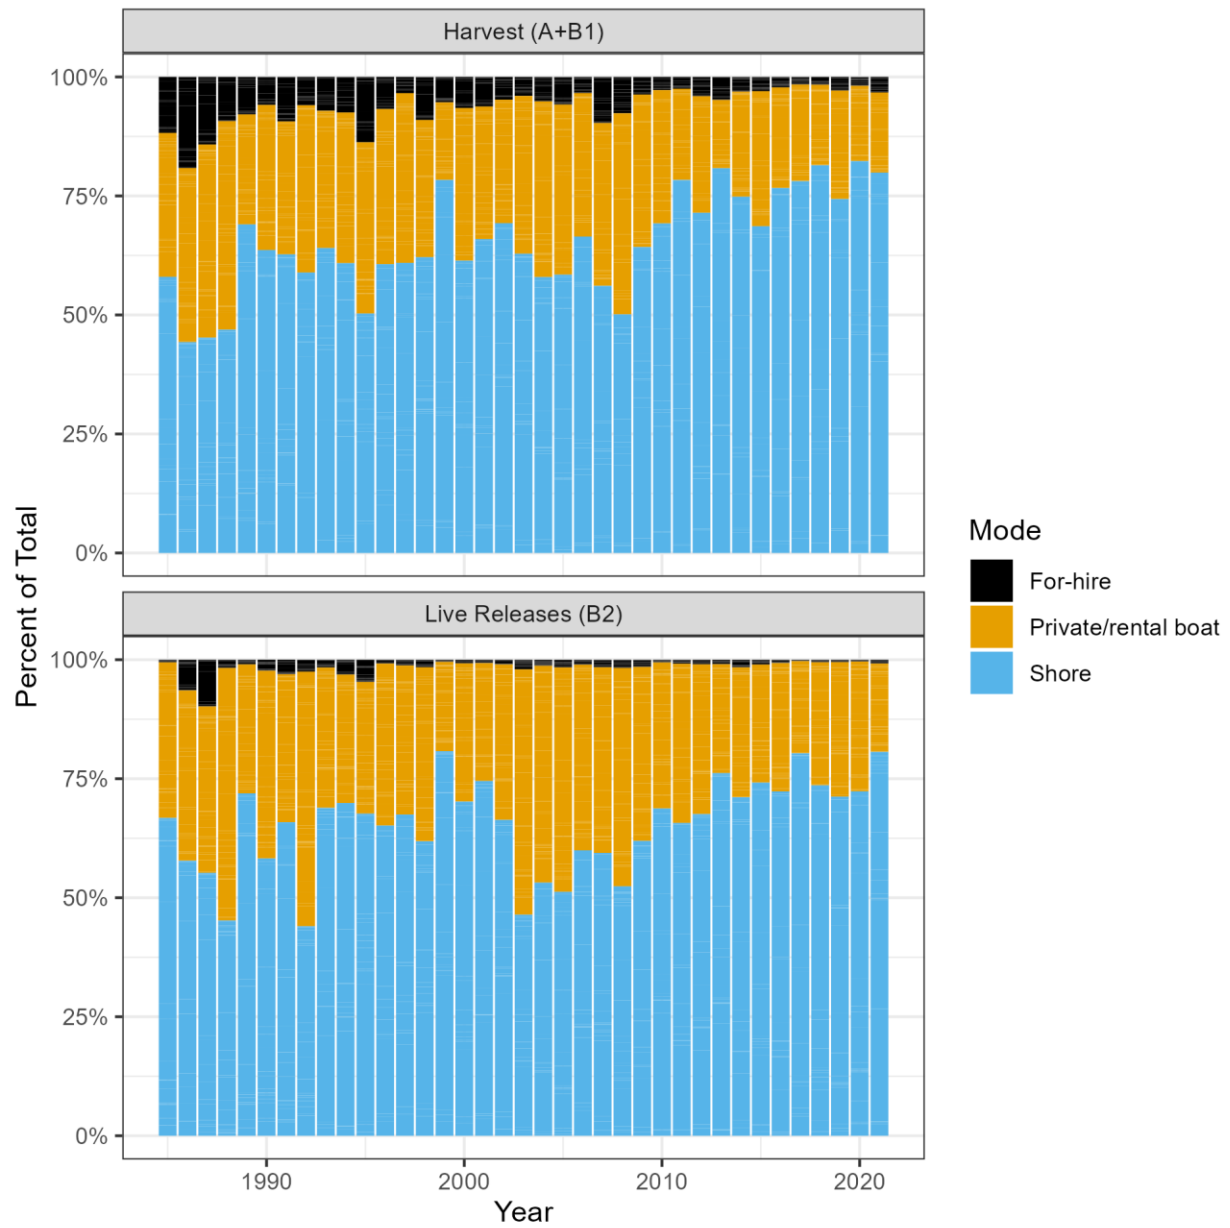 Harvest (A+B1)
100%
75%
50%
25%
0%
Live Releases (B2)
100%
75%
50%
25%
0%
1990 2000 2010 2020
Year
Percent of Total
Mode
For-hire
Private/rental boat
Shore